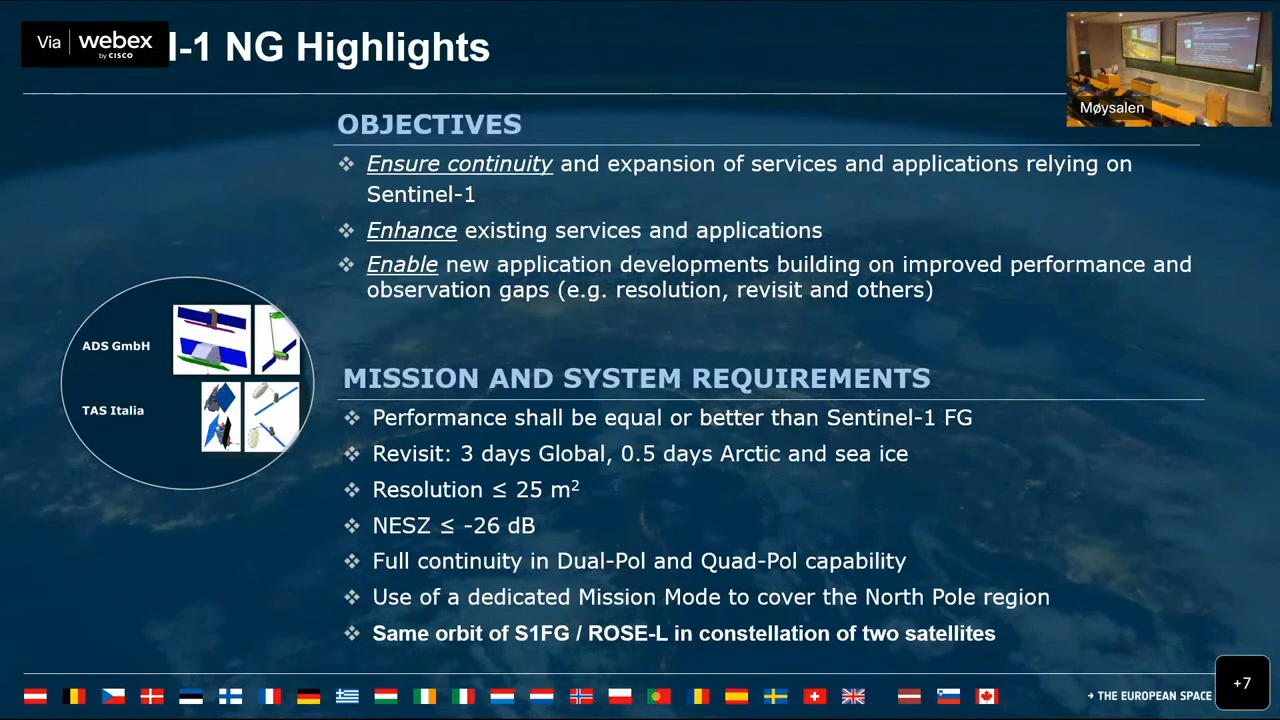 Via webex
by CISCO
l-1 NG Highlights
Møysalen
OBJECTIVES
❖ Ensure continuity and expansion of services and applications relying on
Sentinel-1
❖ Enhance existing services and applications
❖ Enable new application developments building on improved performance and
observation gaps (e.g. resolution, revisit and others)
ADS GmbH
TAS Italia
MISSION AND SYSTEM REQUIREMENTS
❖ Performance shall be equal or better than Sentinel-1 FG
❖ Revisit: 3 days Global, 0.5 days Arctic and sea ice
❖ Resolution ≤ 25 m²
❖ NESZ ≤ -26 dB
❖ Full continuity in Dual-Pol and Quad-Pol capability
❖ Use of a dedicated Mission Mode to cover the North Pole region
❖ Same orbit of S1FG / ROSE-L in constellation of two satellites
→ THE EUROPEAN SPACE
+7